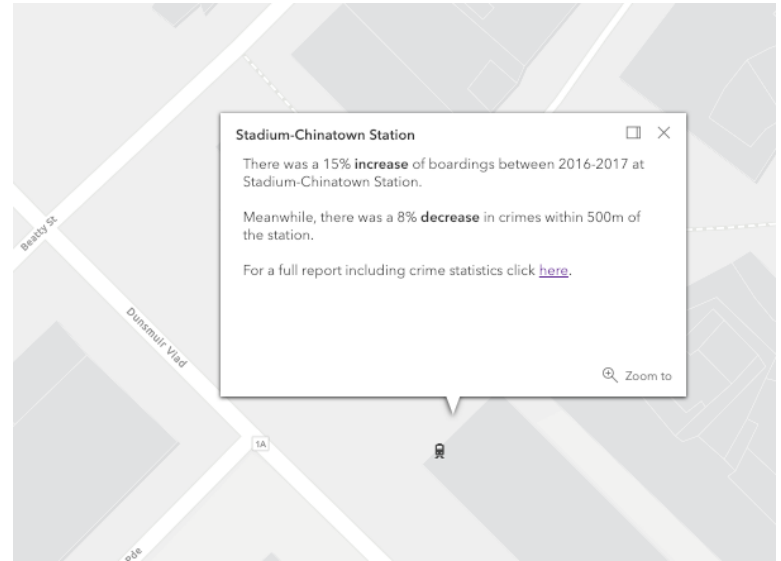 Stadium-Chinatown Station
There was a 15% increase of boardings between 2016-2017 at
Stadium-Chinatown Station.
Meanwhile, there was a 8% decrease in crimes within 500m of
the station.
For a full report including crime statistics click here.
Zoom to
Beatty St
Dunsmuir Viad
1A
Pde